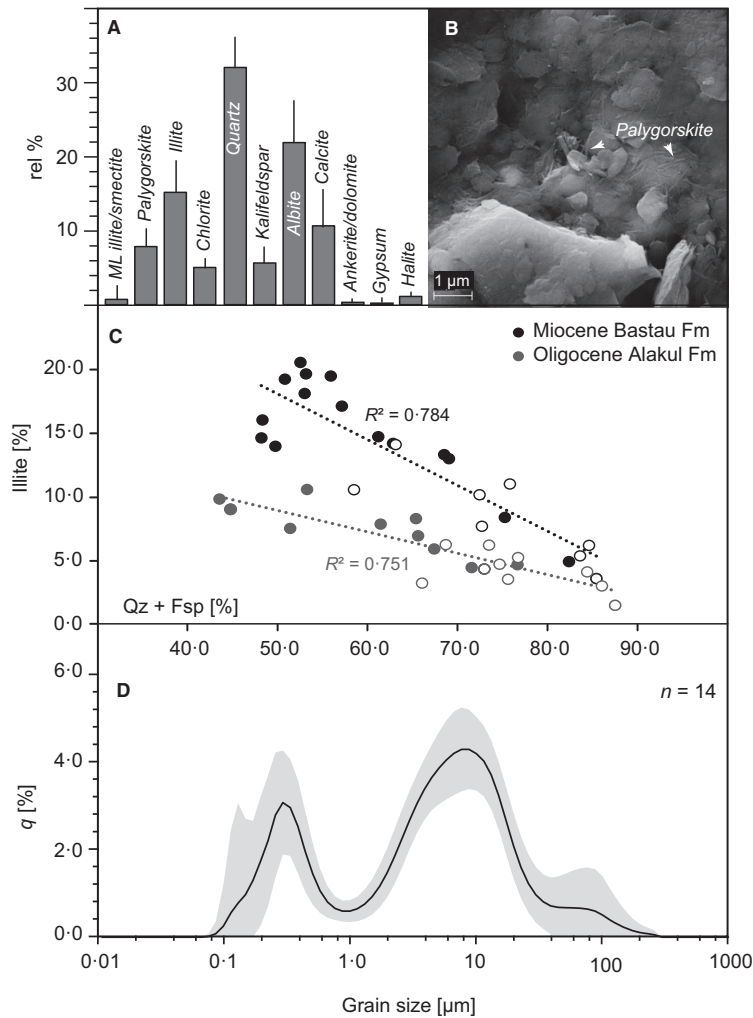 A
rel %
30
20
10
ML illite/smectite
Palygorskite
Illite
Chlorite
Quartz
Kalifeldspar
Albite
Calcite
Ankerite/dolomite
Gypsum
Halite
B
Palygorskite
1 µm
C
Miocene Bastau Fm
Oligocene Alakul Fm
Illite [%]
20·0
15·0
10·0
5·0
0·0
R² = 0·784
R² = 0·751
Qz + Fsp [%]
40·0 50·0 60·0 70·0 80·0 90·0
D
n = 14
q [%]
6·0
4·0
2·0
0·0
0·01 0·1 1·0 10 100 1000
Grain size [µm]